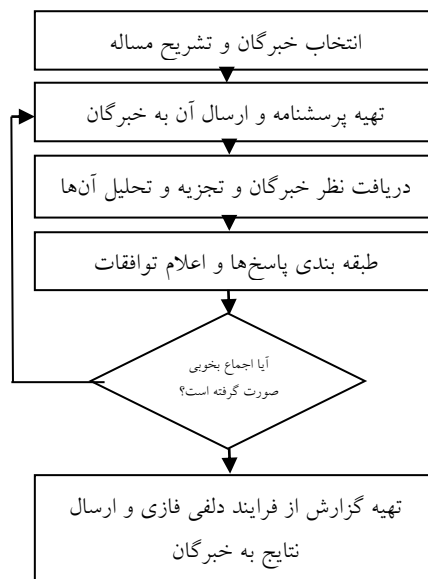 انتخاب خبرگان و تشریح مساله
تهیه پرسشنامه و ارسال آن به خبرگان
دریافت نظر خبرگان و تجزیه و تحلیل آن‌ها
طبقه بندی پاسخ‌ها و اعلام توافقات
آیا اجماع بخوبی
صورت گرفته است؟
تهیه گزارش از فرایند دلفی فازی و ارسال
نتایج به خبرگان